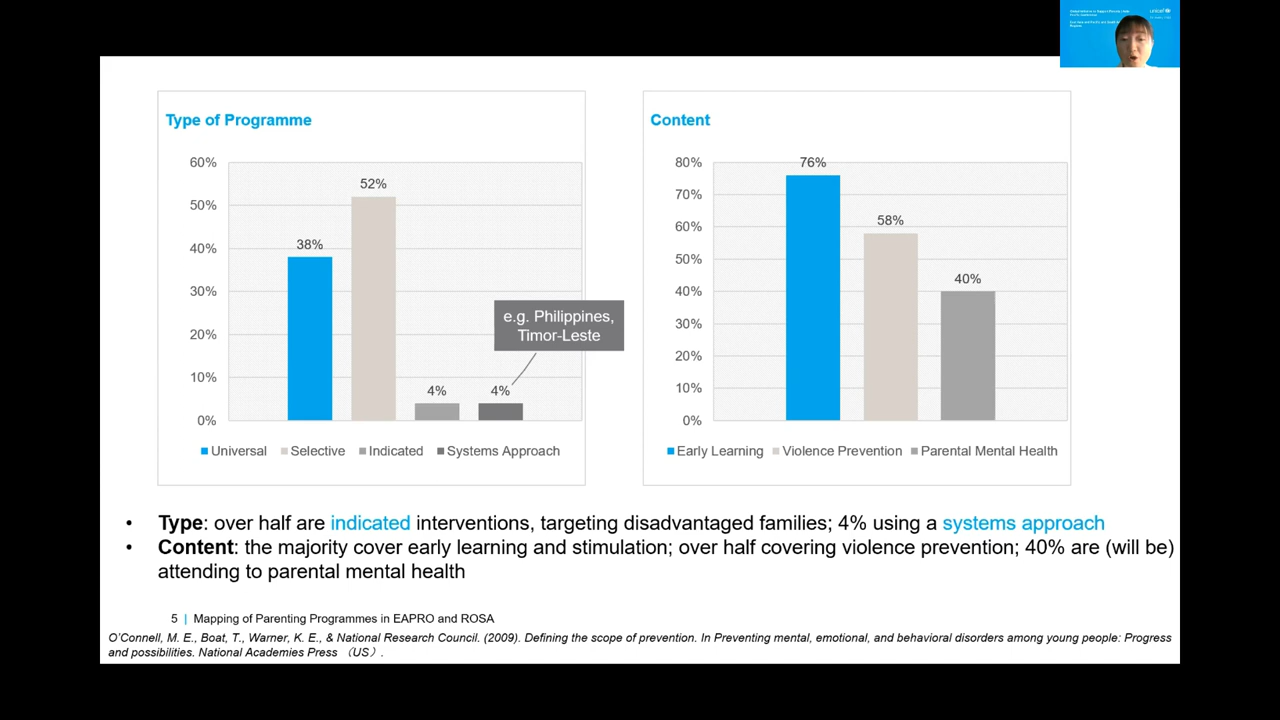 unicef
Type of Programme
60%
50%
40%
30%
20%
10%
0%
38%
52%
4%
4%
e.g. Philippines,
Timor-Leste
Universal
Selective
Indicated
Systems Approach
Content
80%
70%
60%
50%
40%
30%
20%
10%
0%
76%
58%
40%
Early Learning
Violence Prevention
Parental Mental Health
• Type: over half are indicated interventions, targeting disadvantaged families; 4% using a systems approach
• Content: the majority cover early learning and stimulation; over half covering violence prevention; 40% are (will be)
attending to parental mental health
5 | Mapping of Parenting Programmes in EAPRO and ROSA
O'Connell, M. E., Boat, T., Warner, K. E., & National Research Council. (2009). Defining the scope of prevention. In Preventing mental, emotional, and behavioral disorders among young people: Progress
and possibilities. National Academies Press （US）.